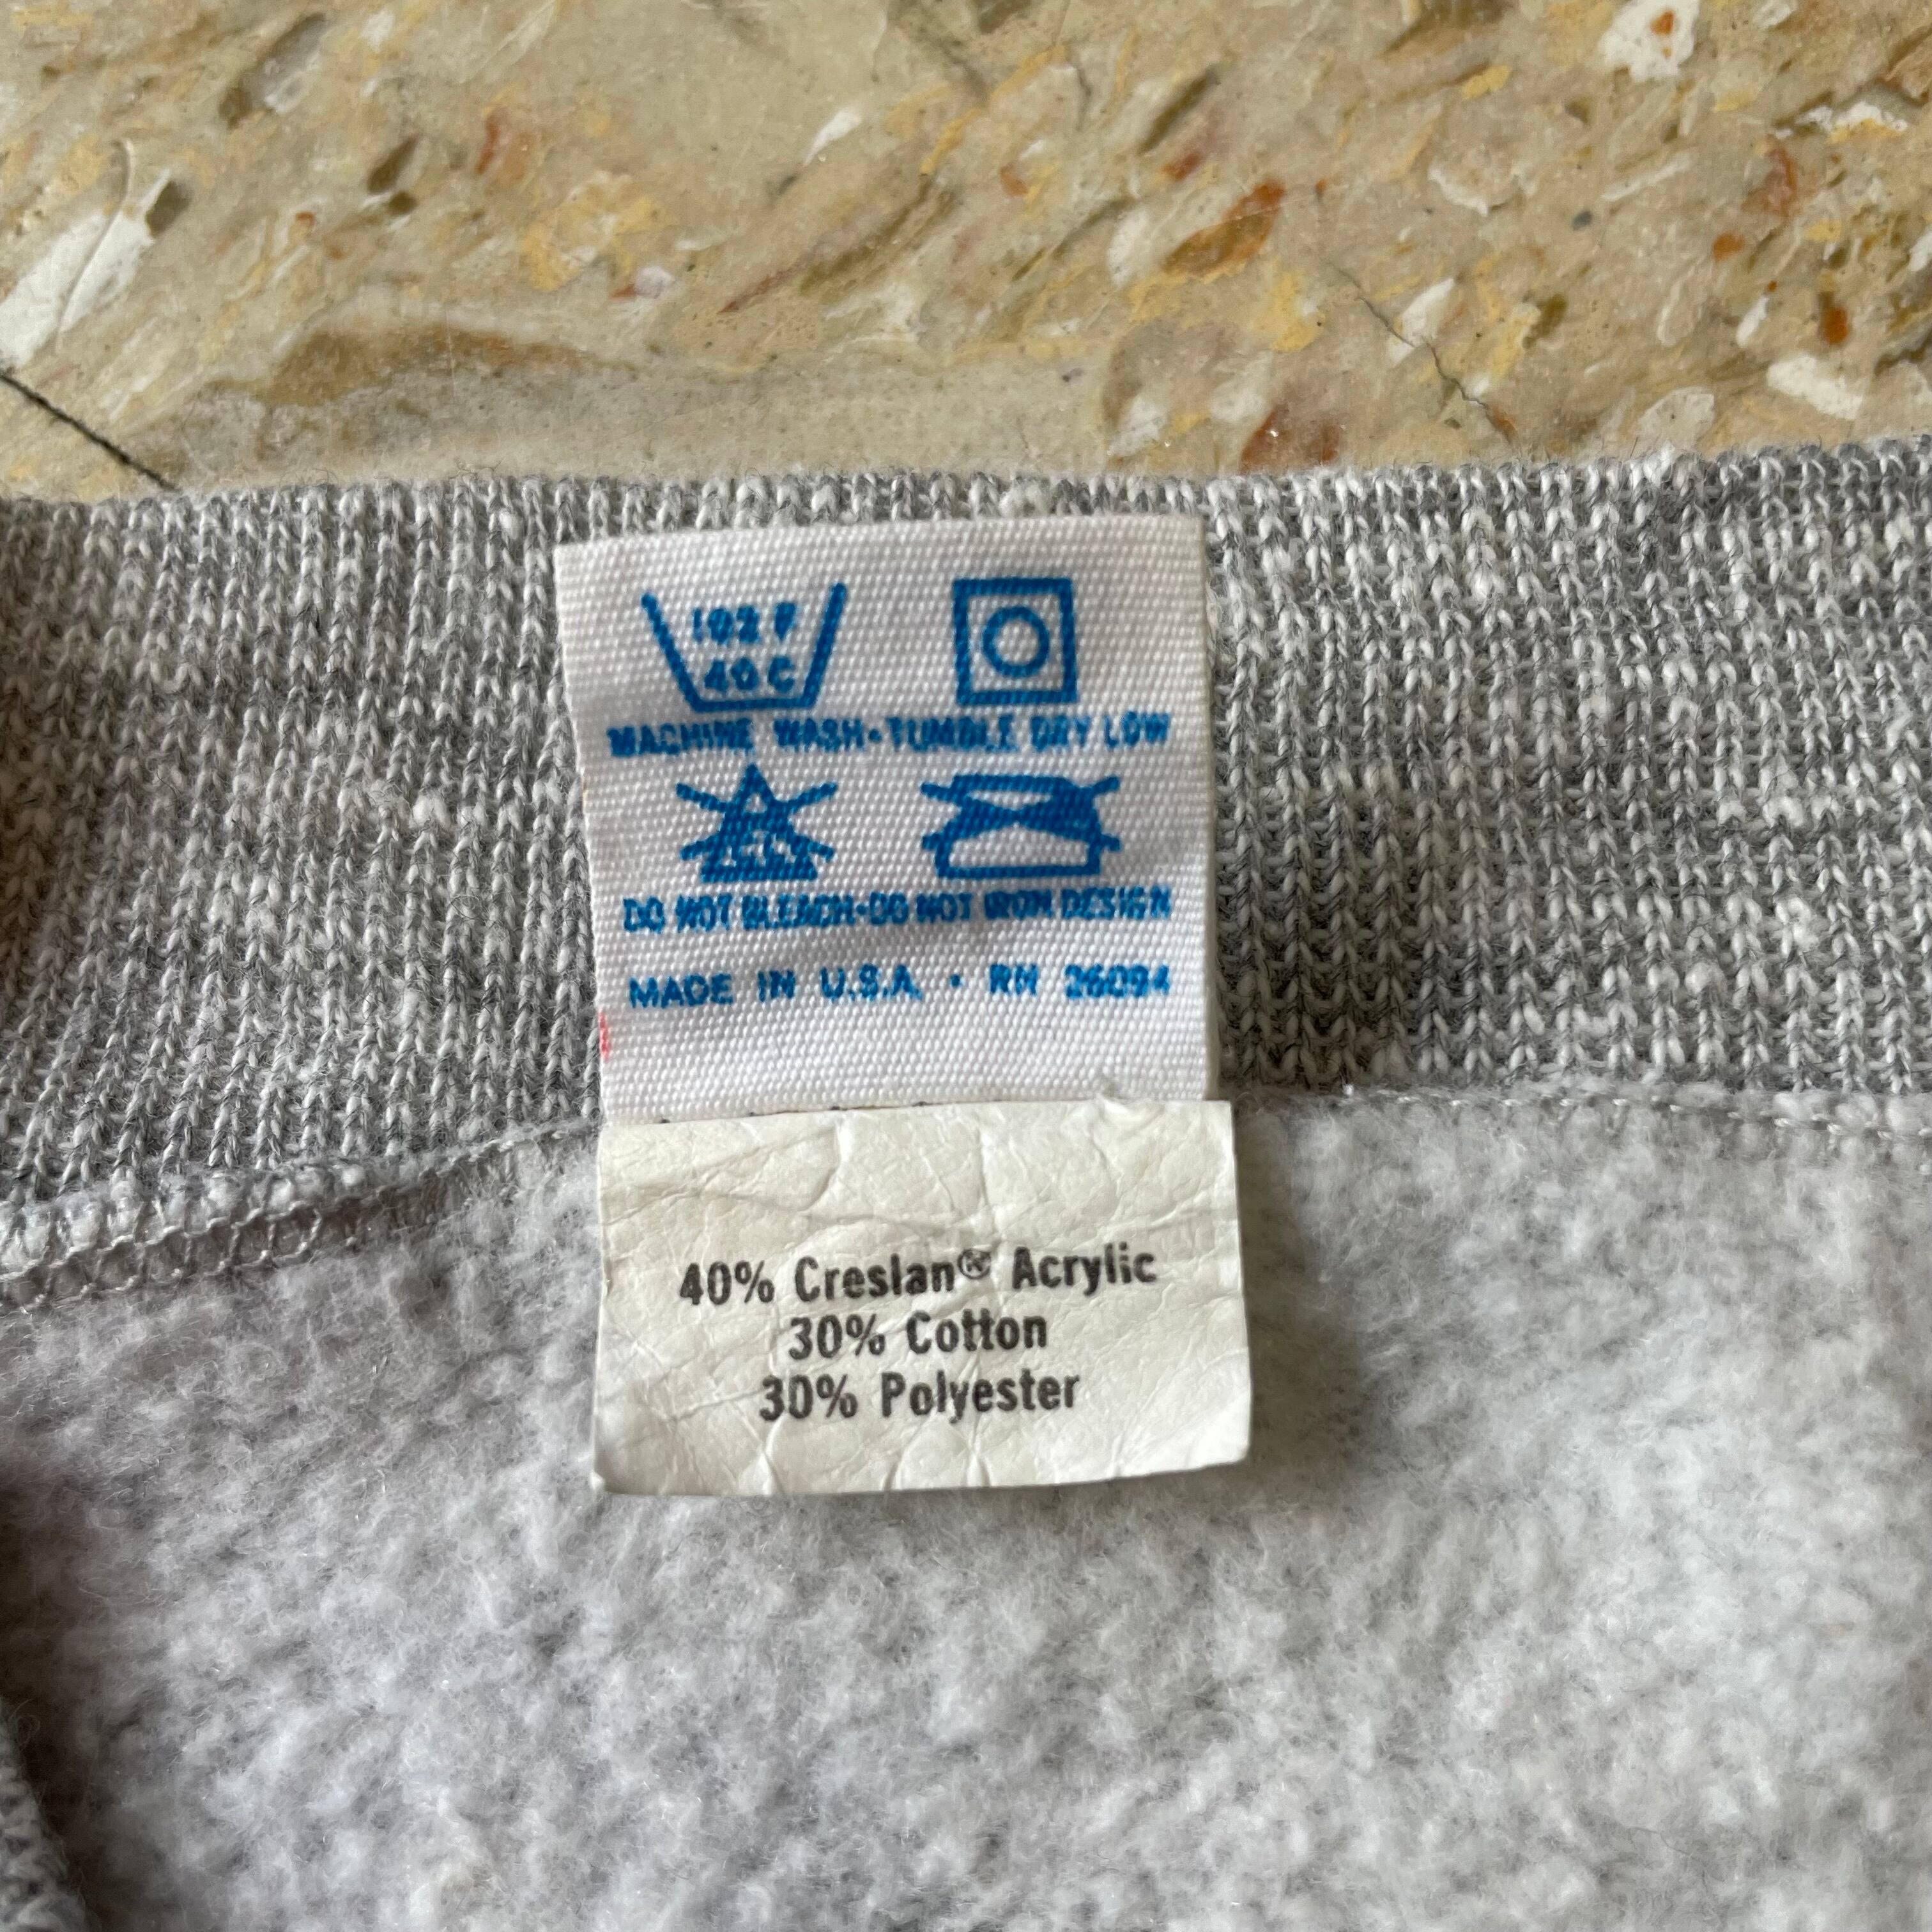 102 F
40 C
MACHINE WASH • TUMBLE DRY LOW
DO NOT BLEACH • DO NOT IRON DESIGN
MADE IN U.S.A. • RN 26094
40% Creslan® Acrylic
30% Cotton
30% Polyester